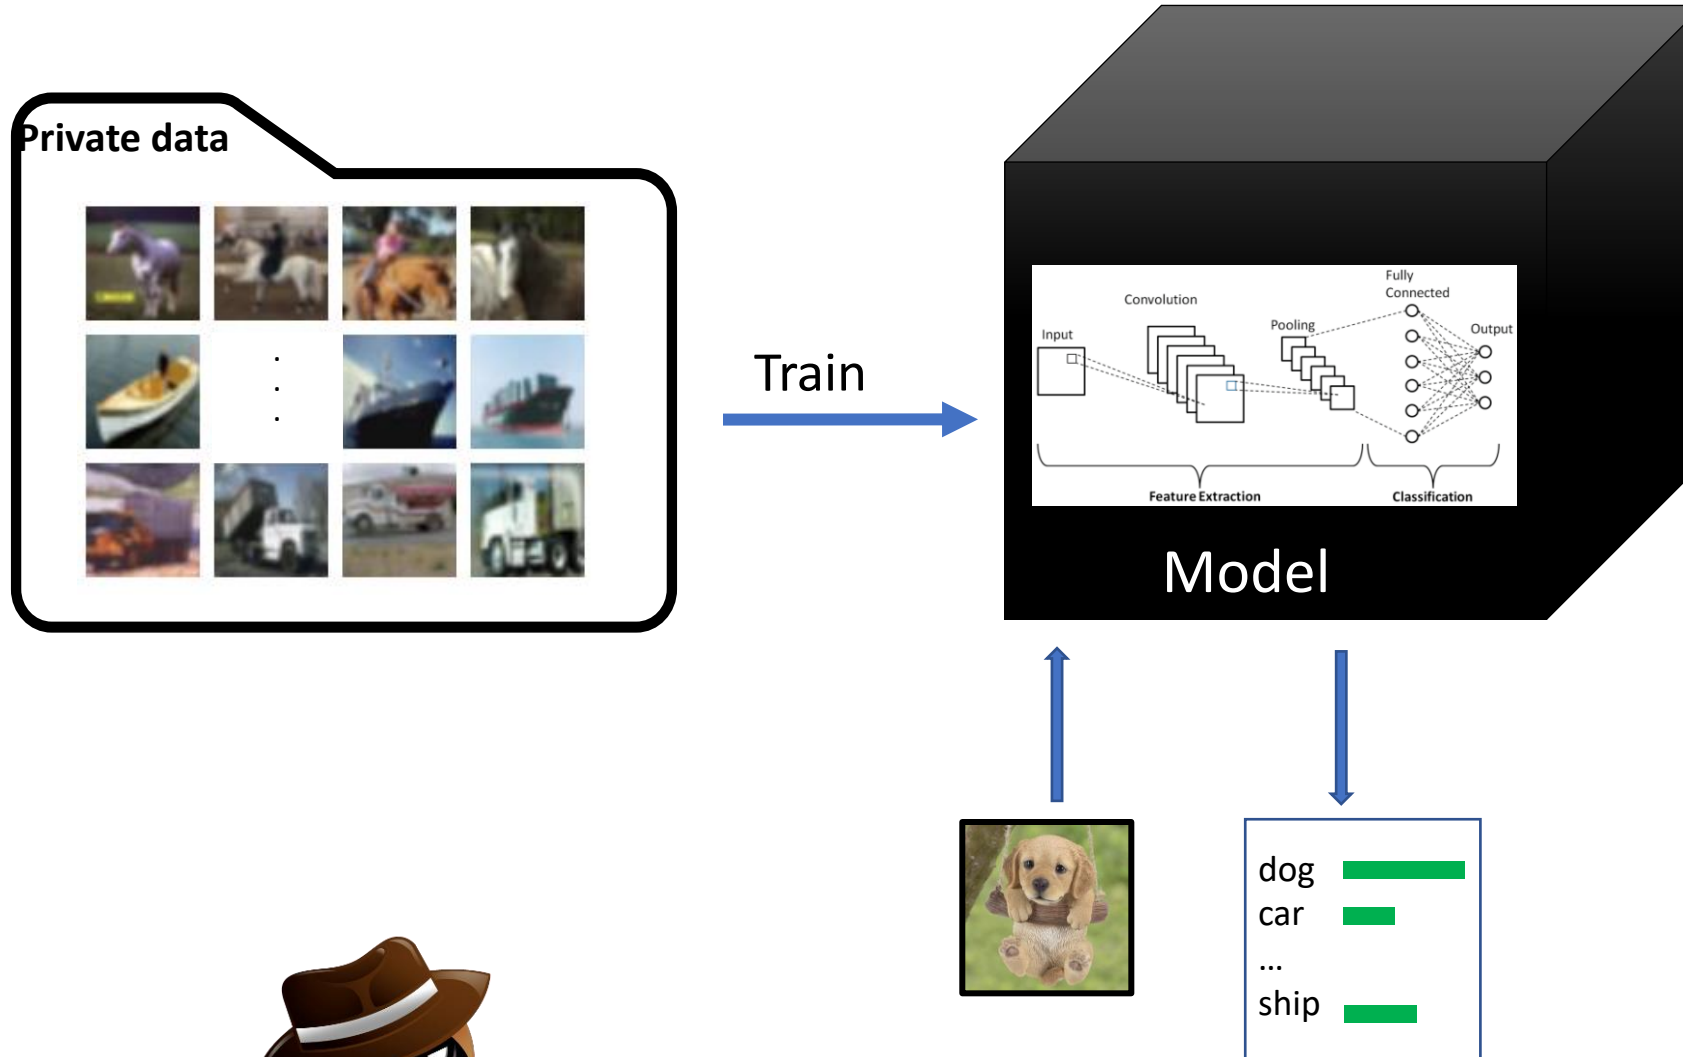 Private data
.
.
.
Train
Input
Convolution
Pooling
Fully
Connected
Output
Feature Extraction
Classification
Model
dog
car
...
ship